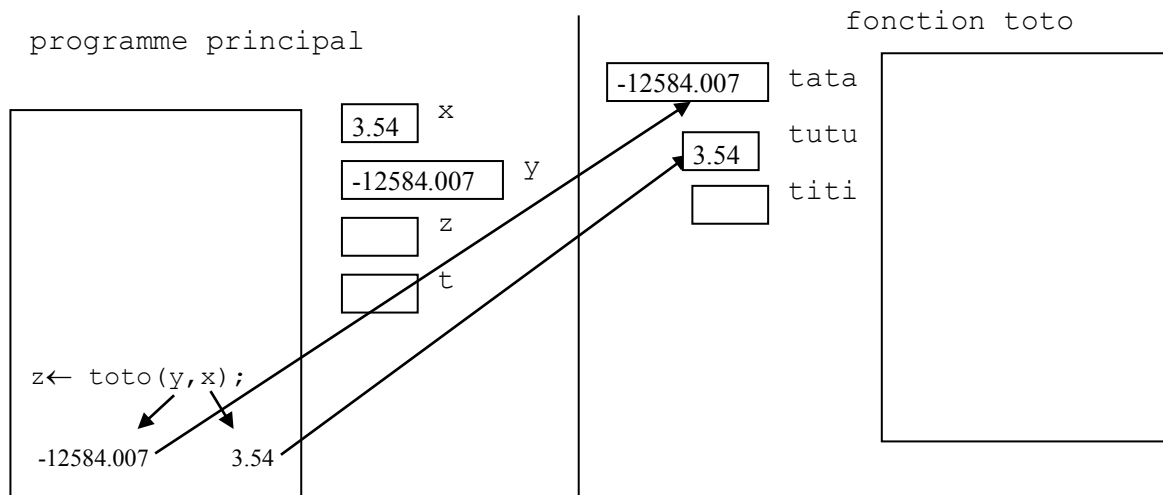 programme principal
3.54 x
-12584.007 y
z
t
z← toto(y,x);
-12584.007 3.54
fonction toto
-12584.007 tata
3.54 tutu
titi